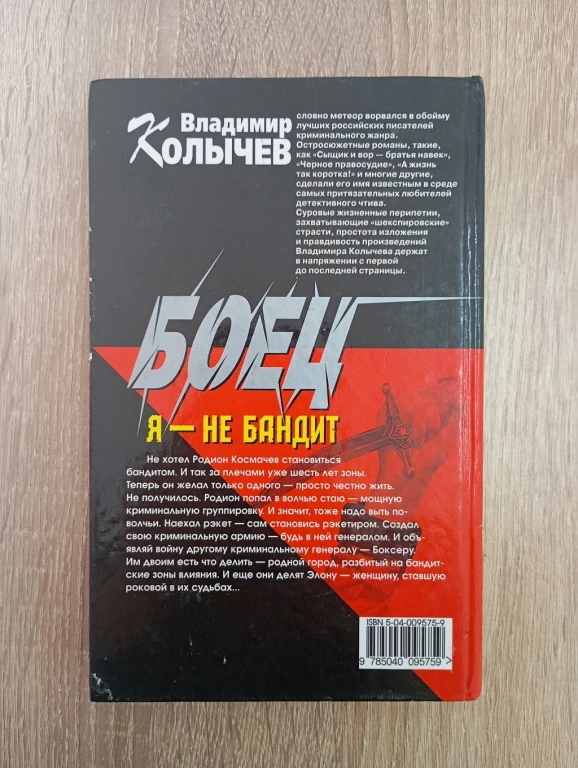 Владимир
Колычев
словно метеор ворвался в обойму
лучших российских писателей
криминального жанра.
Остросюжетные романы, такие,
как «Сыщик и вор — братья навек»,
«Черное правосудие», «А жизнь
так коротка!» и многие другие,
сделали его имя известным в среде
самых притязательных любителей
детективного чтива.
Суровые жизненные перипетии,
захватывающие «шекспировские»
страсти, простота изложения
и правдивость произведений
Владимира Колычева держат
в напряжении с первой
до последней страницы.
БОЕЦ
Я — НЕ БАНДИТ
Не хотел Родион Космачев становиться
бандитом. И так за плечами уже шесть лет зоны.
Теперь он желал только одного — просто честно жить.
Не получилось. Родион попал в волчью стаю — мощную
криминальную группировку. И значит, тоже надо выть по-
волчьи. Наехал рэкет — сам становись рэкетиром. Создал
свою криминальную армию — будь в ней генералом. И объ-
являй войну другому криминальному генералу — Боксеру.
Им двоим есть что делить — родной город, разбитый на бандит-
ские зоны влияния. И еще они делят Элону — женщину, ставшую
роковой в их судьбах...
ISBN 5-04-009575-9
9 785040 095759 >